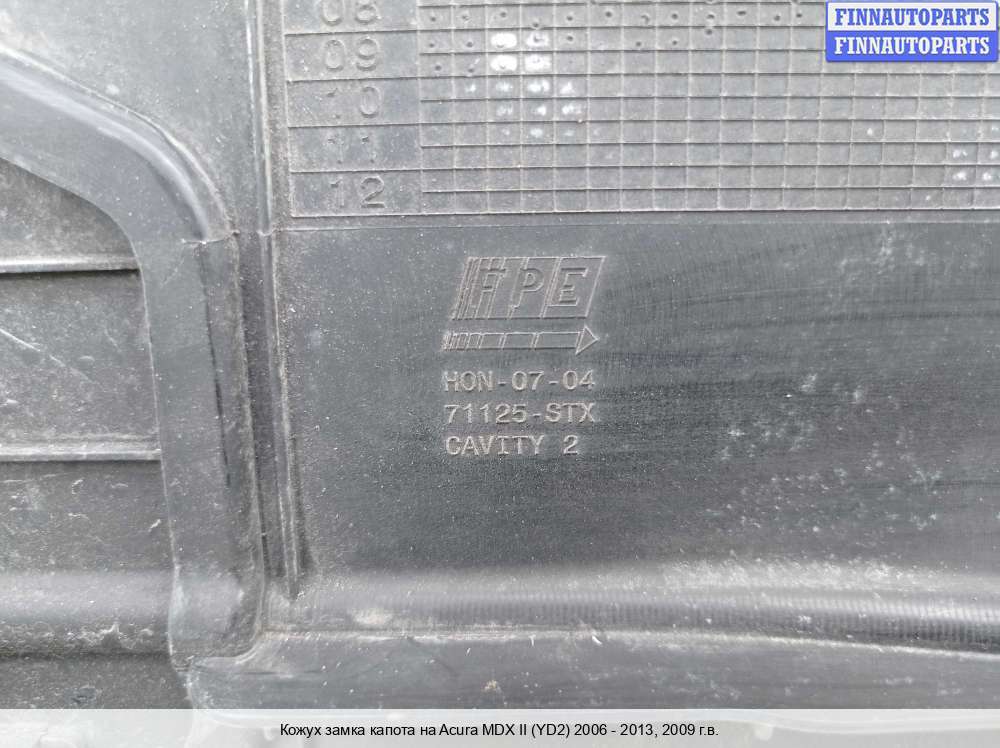 FINNAUTOPARTS
FINNAUTOPARTS
08
09
10
11
12
FPE
HON-07-04
71125-STX
CAVITY 2
Кожух замка капота на Acura MDX II (YD2) 2006 - 2013, 2009 г.в.